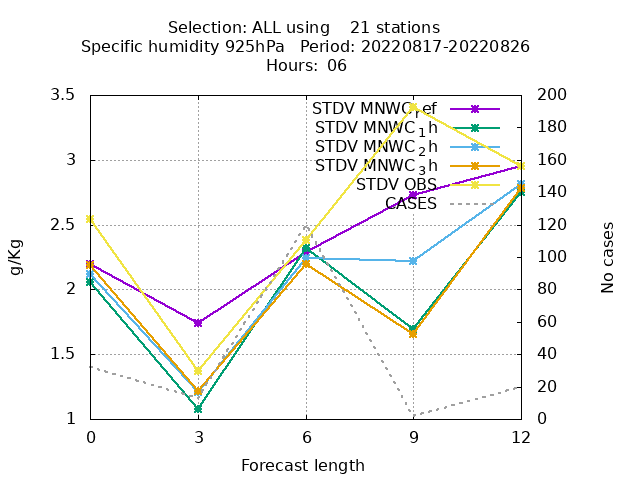 Selection: ALL using    21 stations
Specific humidity 925hPa   Period: 20220817-20220826
Hours: 06
STDV MNWC_ref
STDV MNWC_1h
STDV MNWC_2h
STDV MNWC_3h
STDV OBS
CASES
g/Kg
3.5
3
2.5
2
1.5
1
200
180
160
140
120
100
80
60
40
20
0
No cases
0 3 6 9 12
Forecast length